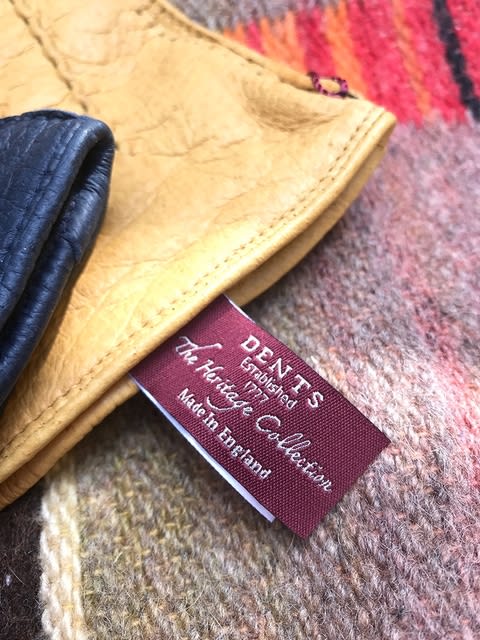 DENTS
Established
1777
The Heritage Collection
Made in England